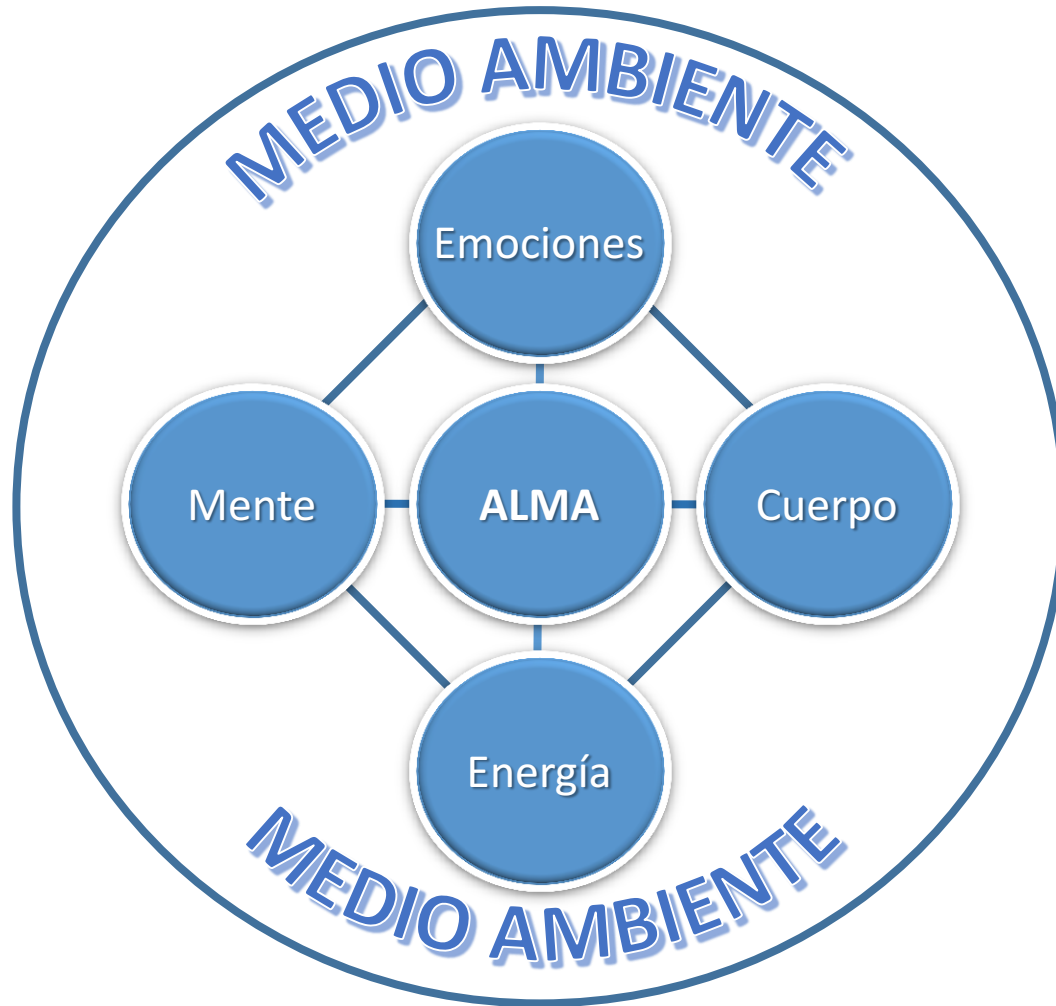 MEDIO AMBIENTE
Emociones
Mente
ALMA
Cuerpo
Energía
MEDIO AMBIENTE